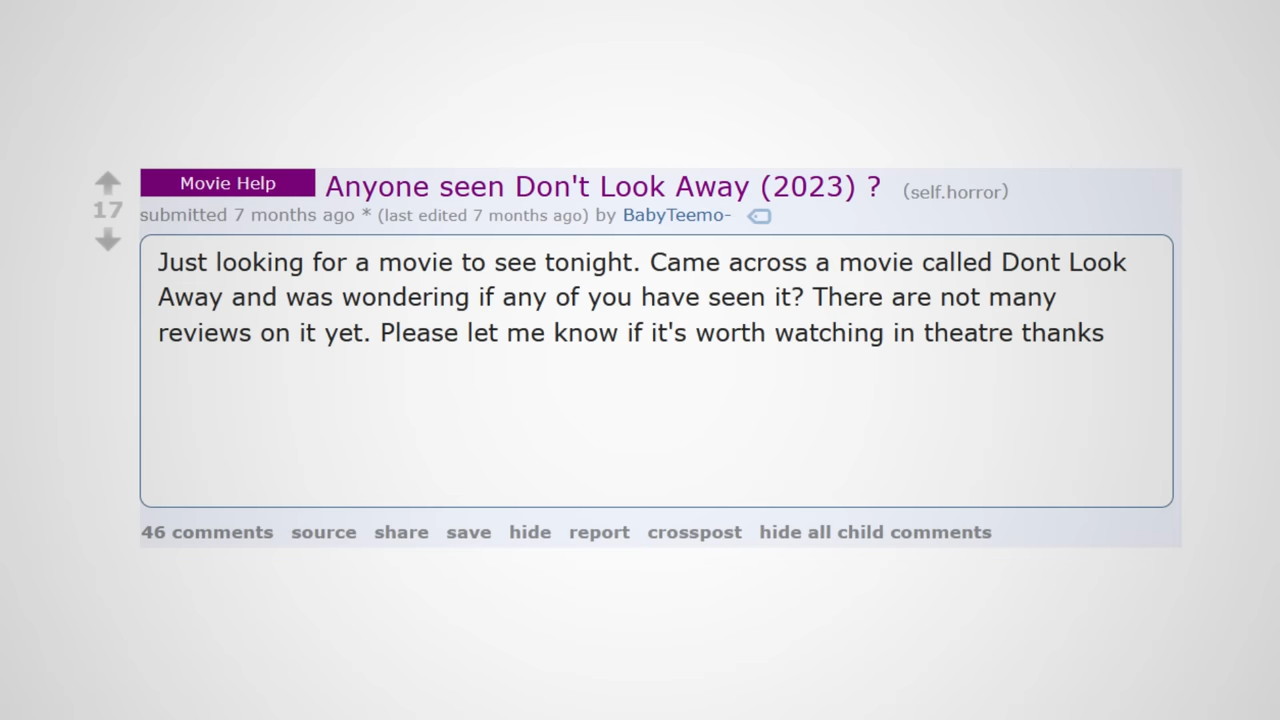 Movie Help Anyone seen Don't Look Away (2023) ? (self.horror)
17
submitted 7 months ago * (last edited 7 months ago) by BabyTeemo-
Just looking for a movie to see tonight. Came across a movie called Dont Look
Away and was wondering if any of you have seen it? There are not many
reviews on it yet. Please let me know if it's worth watching in theatre thanks
46 comments source share save hide report crosspost hide all child comments